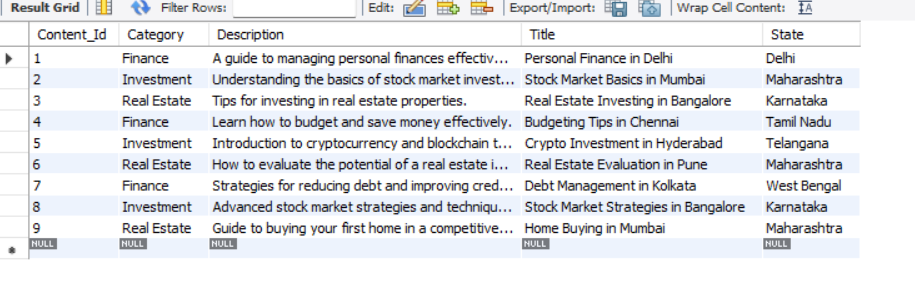 Result Grid Filter Rows: Edit: Export/Import: Wrap Cell Content: IA
Content_Id Category Description Title State
1 Finance A guide to managing personal finances effectiv... Personal Finance in Delhi Delhi
2 Investment Understanding the basics of stock market invest... Stock Market Basics in Mumbai Maharashtra
3 Real Estate Tips for investing in real estate properties. Real Estate Investing in Bangalore Karnataka
4 Finance Learn how to budget and save money effectively. Budgeting Tips in Chennai Tamil Nadu
5 Investment Introduction to cryptocurrency and blockchain t... Crypto Investment in Hyderabad Telangana
6 Real Estate How to evaluate the potential of a real estate i... Real Estate Evaluation in Pune Maharashtra
7 Finance Strategies for reducing debt and improving cred... Debt Management in Kolkata West Bengal
8 Investment Advanced stock market strategies and techniqu... Stock Market Strategies in Bangalore Karnataka
9 Real Estate Guide to buying your first home in a competitive... Home Buying in Mumbai Maharashtra
NULL NULL NULL NULL NULL